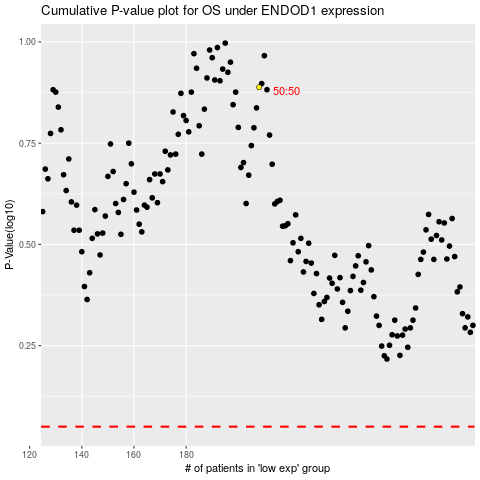 Cumulative P-value plot for OS under ENDOD1 expression
1.00
0.75
0.50
0.25
P-Value(log10)
50:50
120 140 160 180
# of patients in 'low exp' group